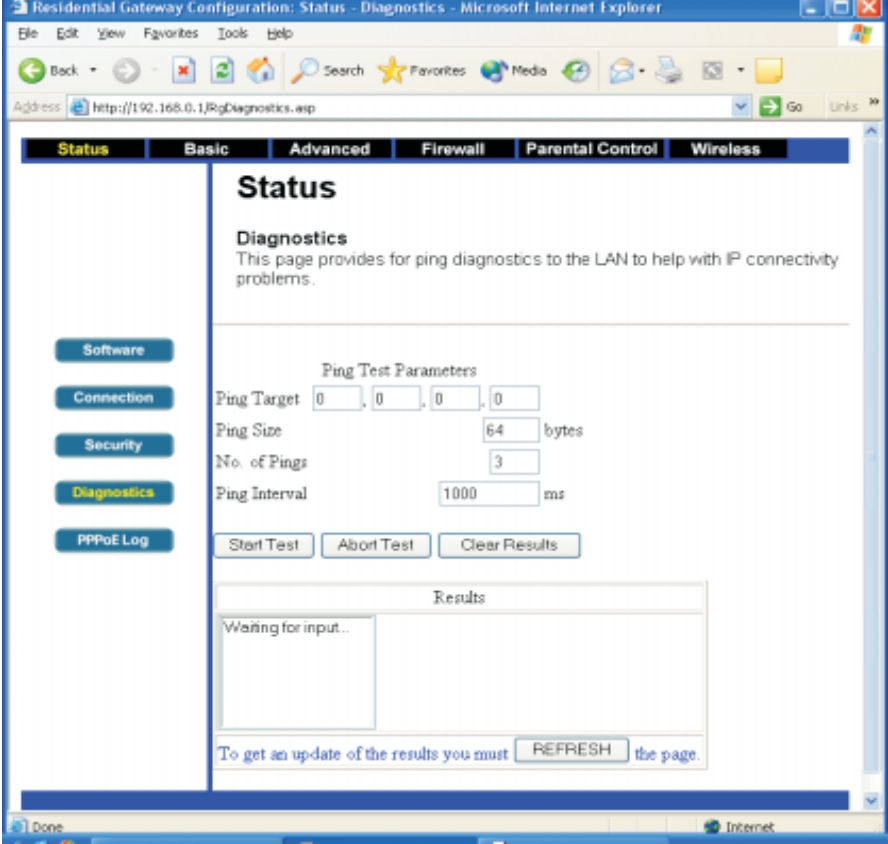 Residential Gateway Configuration: Status - Diagnostics - Microsoft Internet Explorer
File Edit View Favorites Tools Help
Back Search Favorites Media
Address http://192.168.0.1/RgDiagnostics.asp Go Links »
Status Basic Advanced Firewall Parental Control Wireless
Status
Diagnostics
This page provides for ping diagnostics to the LAN to help with IP connectivity
problems.
Software
Connection
Security
Diagnostics
PPPoE Log
Ping Test Parameters
Ping Target 0 . 0 . 0 . 0
Ping Size 64 bytes
No. of Pings 3
Ping Interval 1000 ms
Start Test Abort Test Clear Results
Results
Waiting for input...
To get an update of the results you must REFRESH the page.
Done Internet